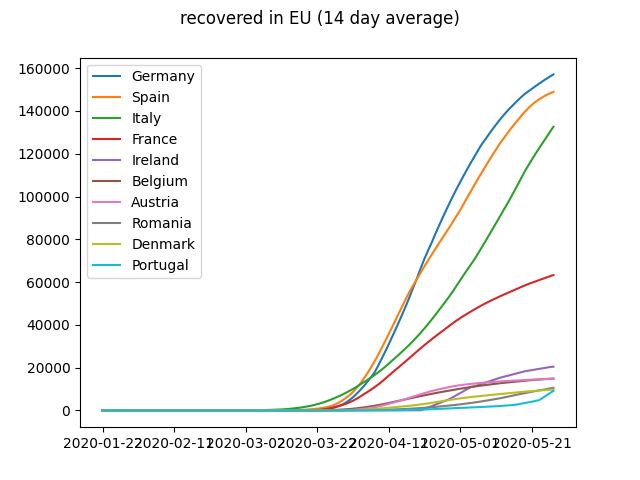 recovered in EU (14 day average)
160000
140000
120000
100000
80000
60000
40000
20000
0
Germany
Spain
Italy
France
Ireland
Belgium
Austria
Romania
Denmark
Portugal
2020-01-22 2020-02-11 2020-03-02 2020-03-22 2020-04-11 2020-05-01 2020-05-21